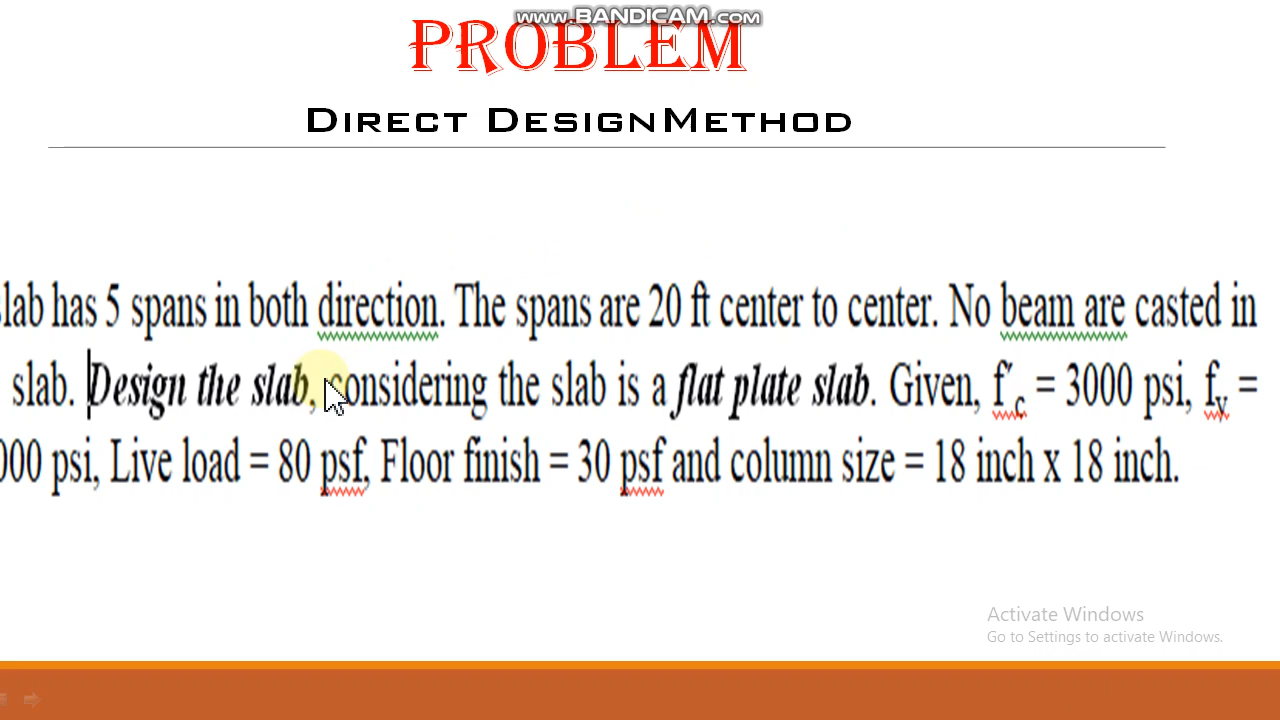 www.BANDICAM.com
PROBLEM
DIRECT DESIGNMETHOD
slab has 5 spans in both direction. The spans are 20 ft center to center. No beam are casted in
slab. Design the slab, considering the slab is a flat plate slab. Given, f'c = 3000 psi, fy =
000 psi, Live load = 80 psf, Floor finish = 30 psf and column size = 18 inch x 18 inch.
Activate Windows
Go to Settings to activate Windows.